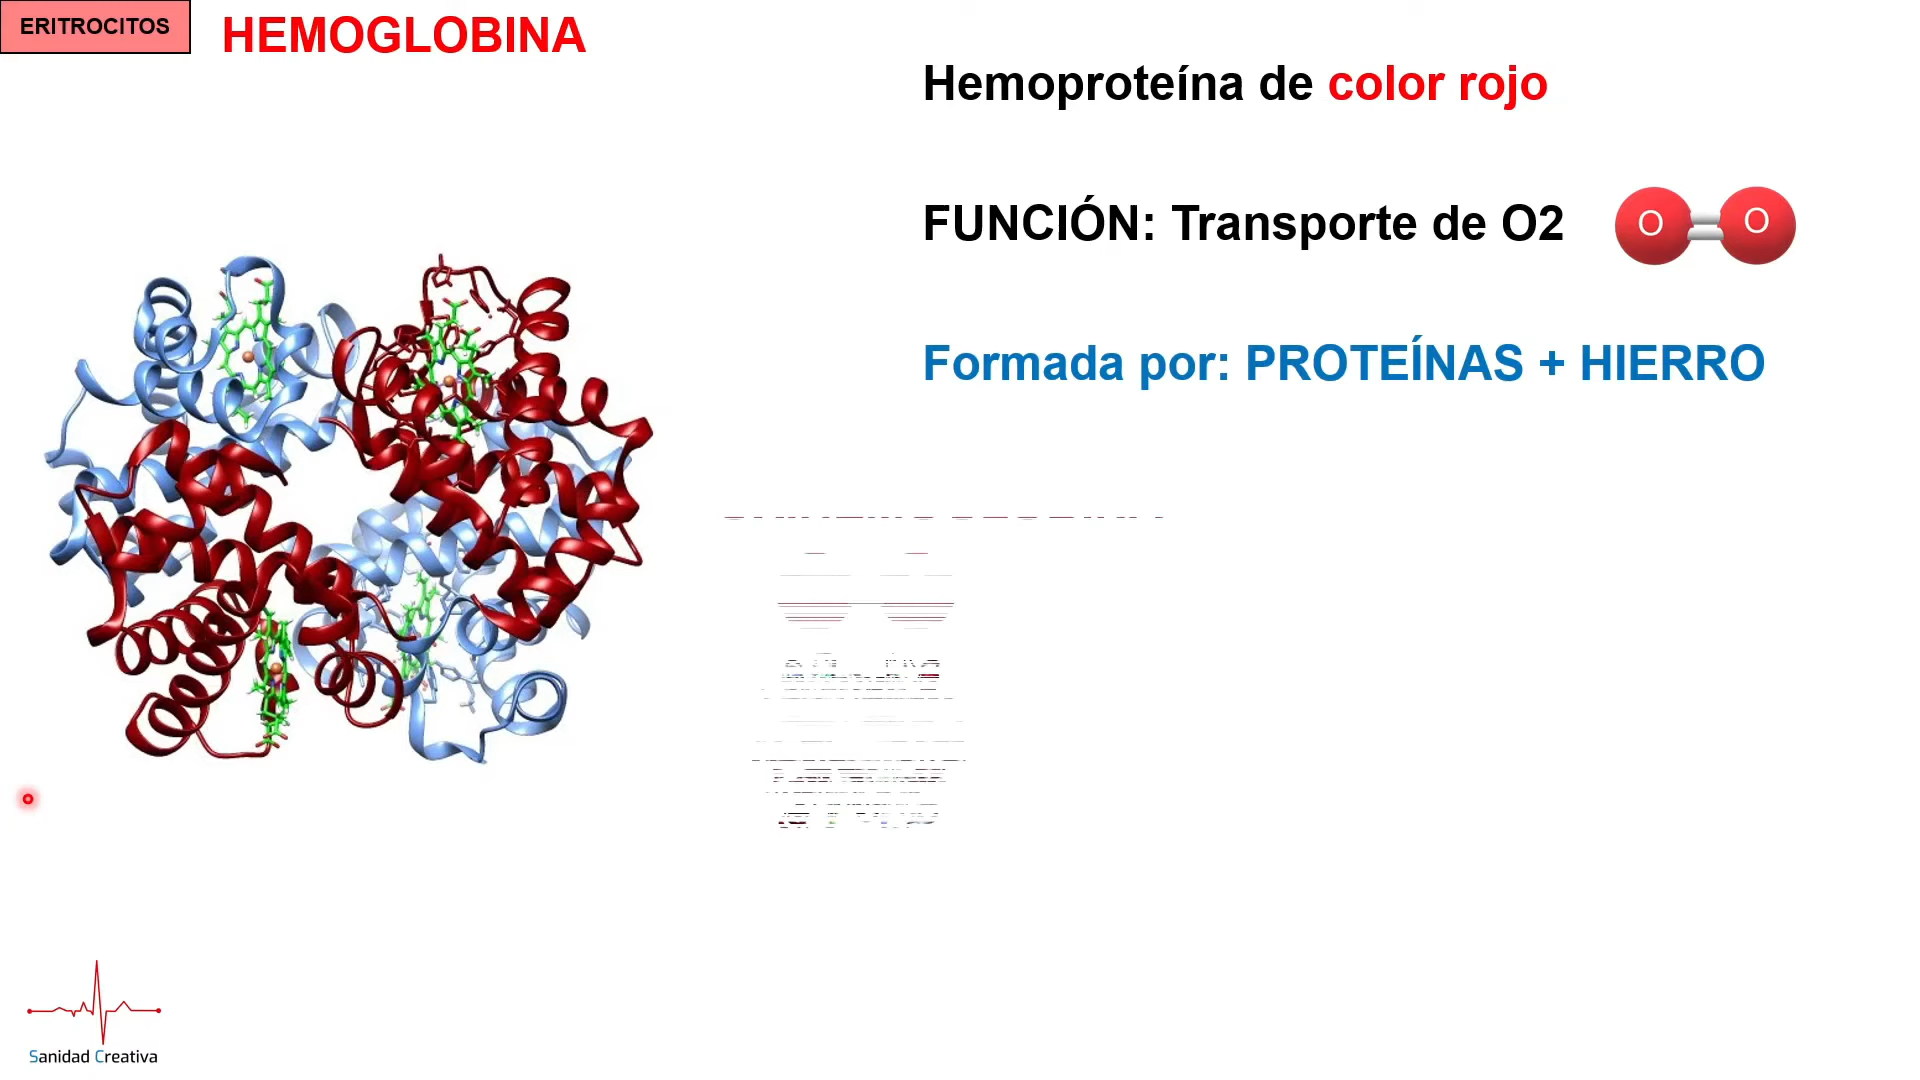 ERITROCITOS
HEMOGLOBINA
Hemoproteína de color rojo
FUNCIÓN: Transporte de O2
O O
Formada por: PROTEÍNAS + HIERRO
Sanidad Creativa